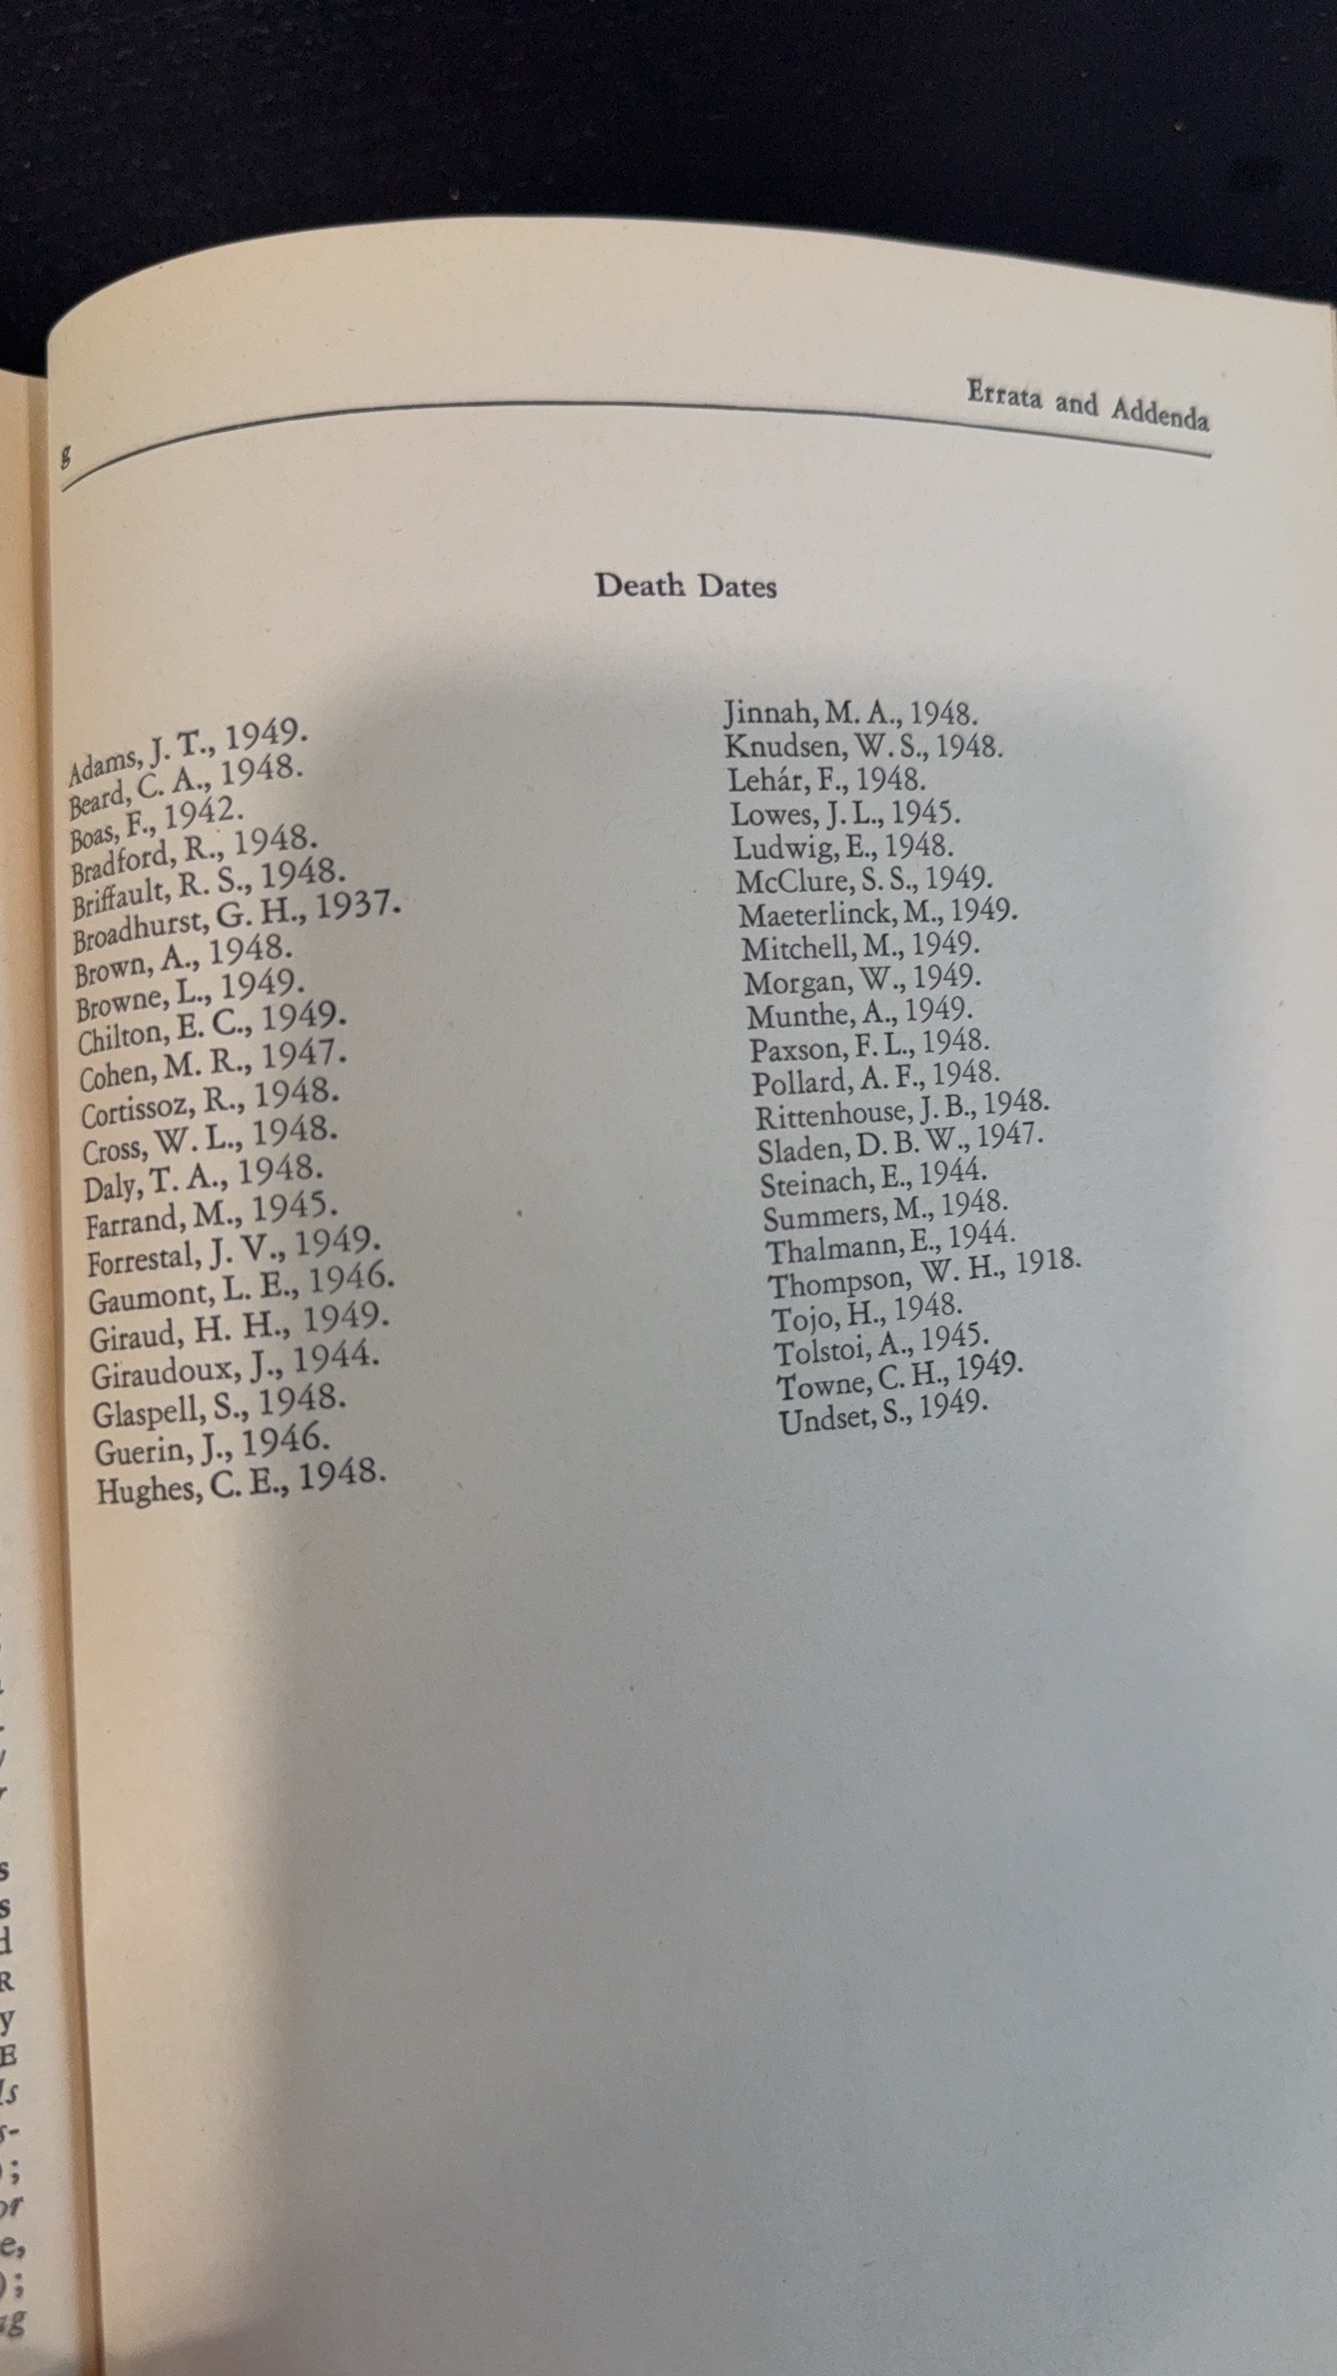 g
Errata and Addenda
Death Dates
Adams, J. T., 1949.
Beard, C. A., 1948.
Boas, F., 1942.
Bradford, R., 1948.
Briffault, R. S., 1948.
Broadhurst, G. H., 1937.
Brown, A., 1948.
Browne, L., 1949.
Chilton, E. C., 1949.
Cohen, M. R., 1947.
Cortissoz, R., 1948.
Cross, W. L., 1948.
Daly, T. A., 1948.
Farrand, M., 1945.
Forrestal, J. V., 1949.
Gaumont, L. E., 1946.
Giraud, H. H., 1949.
Giraudoux, J., 1944.
Glaspell, S., 1948.
Guerin, J., 1946.
Hughes, C. E., 1948.
Jinnah, M. A., 1948.
Knudsen, W. S., 1948.
Lehár, F., 1948.
Lowes, J. L., 1945.
Ludwig, E., 1948.
McClure, S. S., 1949.
Maeterlinck, M., 1949.
Mitchell, M., 1949.
Morgan, W., 1949.
Munthe, A., 1949.
Paxson, F. L., 1948.
Pollard, A. F., 1948.
Rittenhouse, J. B., 1948.
Sladen, D. B. W., 1947.
Steinach, E., 1944.
Summers, M., 1948.
Thalmann, E., 1944.
Thompson, W. H., 1918.
Tojo, H., 1948.
Tolstoi, A., 1945.
Towne, C. H., 1949.
Undset, S., 1949.